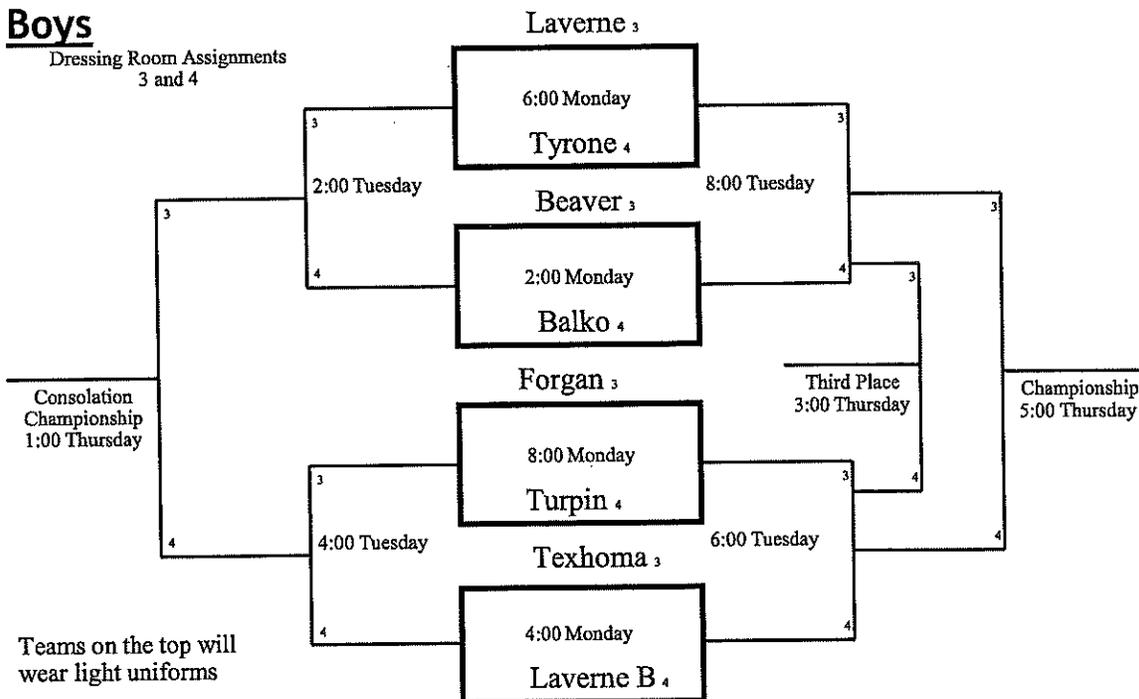 Boys
Dressing Room Assignments
3 and 4
Laverne 3
6:00 Monday
Tyrone 4
3
3
2:00 Tuesday
8:00 Tuesday
Beaver 3
3
3
4
2:00 Monday
4
3
Balko 4
Forgan 3
Consolation
Championship
1:00 Thursday
Third Place
3:00 Thursday
Championship
5:00 Thursday
8:00 Monday
3
3
4
Turpin 4
4
4:00 Tuesday
6:00 Tuesday
4
Texhoma 3
4
4:00 Monday
4
Laverne B 4
Teams on the top will
wear light uniforms